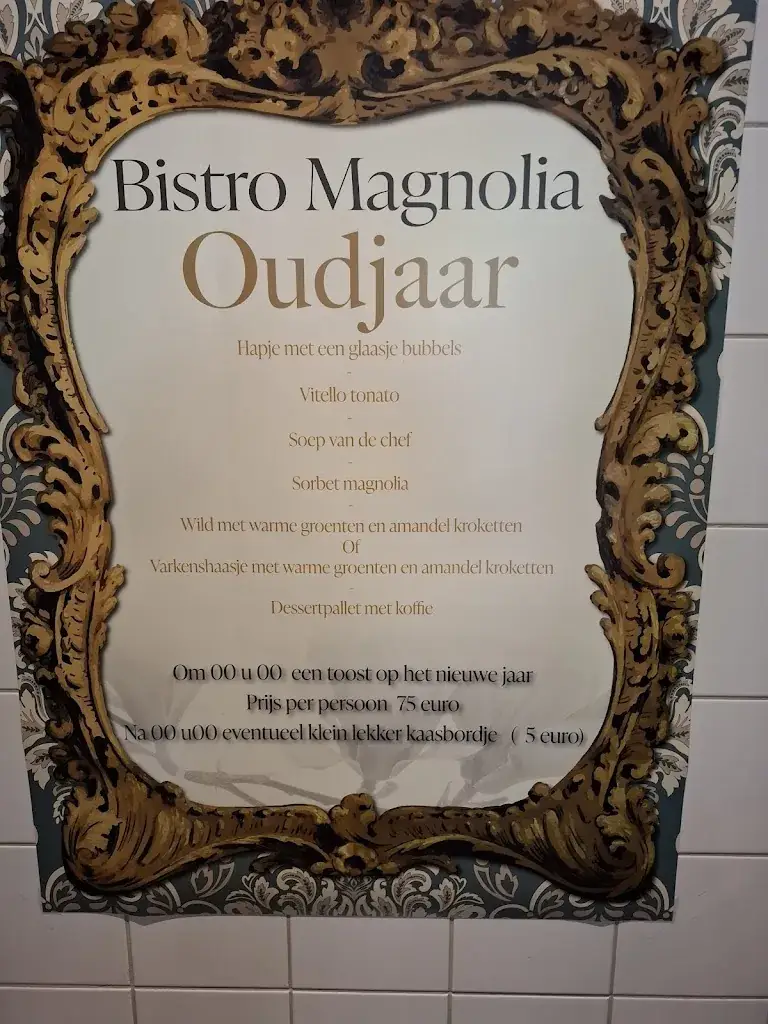 Bistro Magnolia
Oudjaar
Hapje met een glaasje bubbels
-
Vitello tonato
-
Soep van de chef
-
Sorbet magnolia
-
Wild met warme groenten en amandel kroketten
Of
Varkenshaasje met warme groenten en amandel kroketten
-
Dessertpallet met koffie
Om 00 u 00 een toost op het nieuwe jaar
Prijs per persoon 75 euro
Na 00 u00 eventueel klein lekker kaasbordje ( 5 euro)